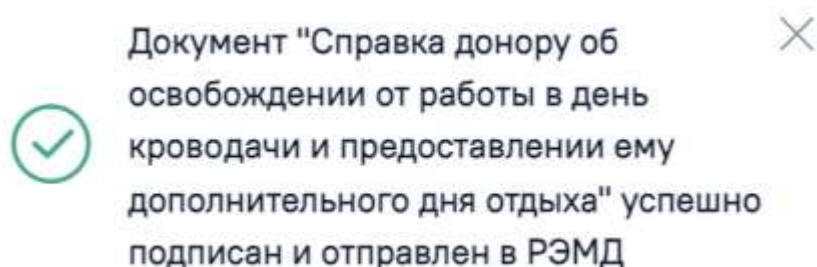 Документ "Справка донору об
освобождении от работы в день
кроводачи и предоставлении ему
дополнительного дня отдыха" успешно
подписан и отправлен в РЭМД